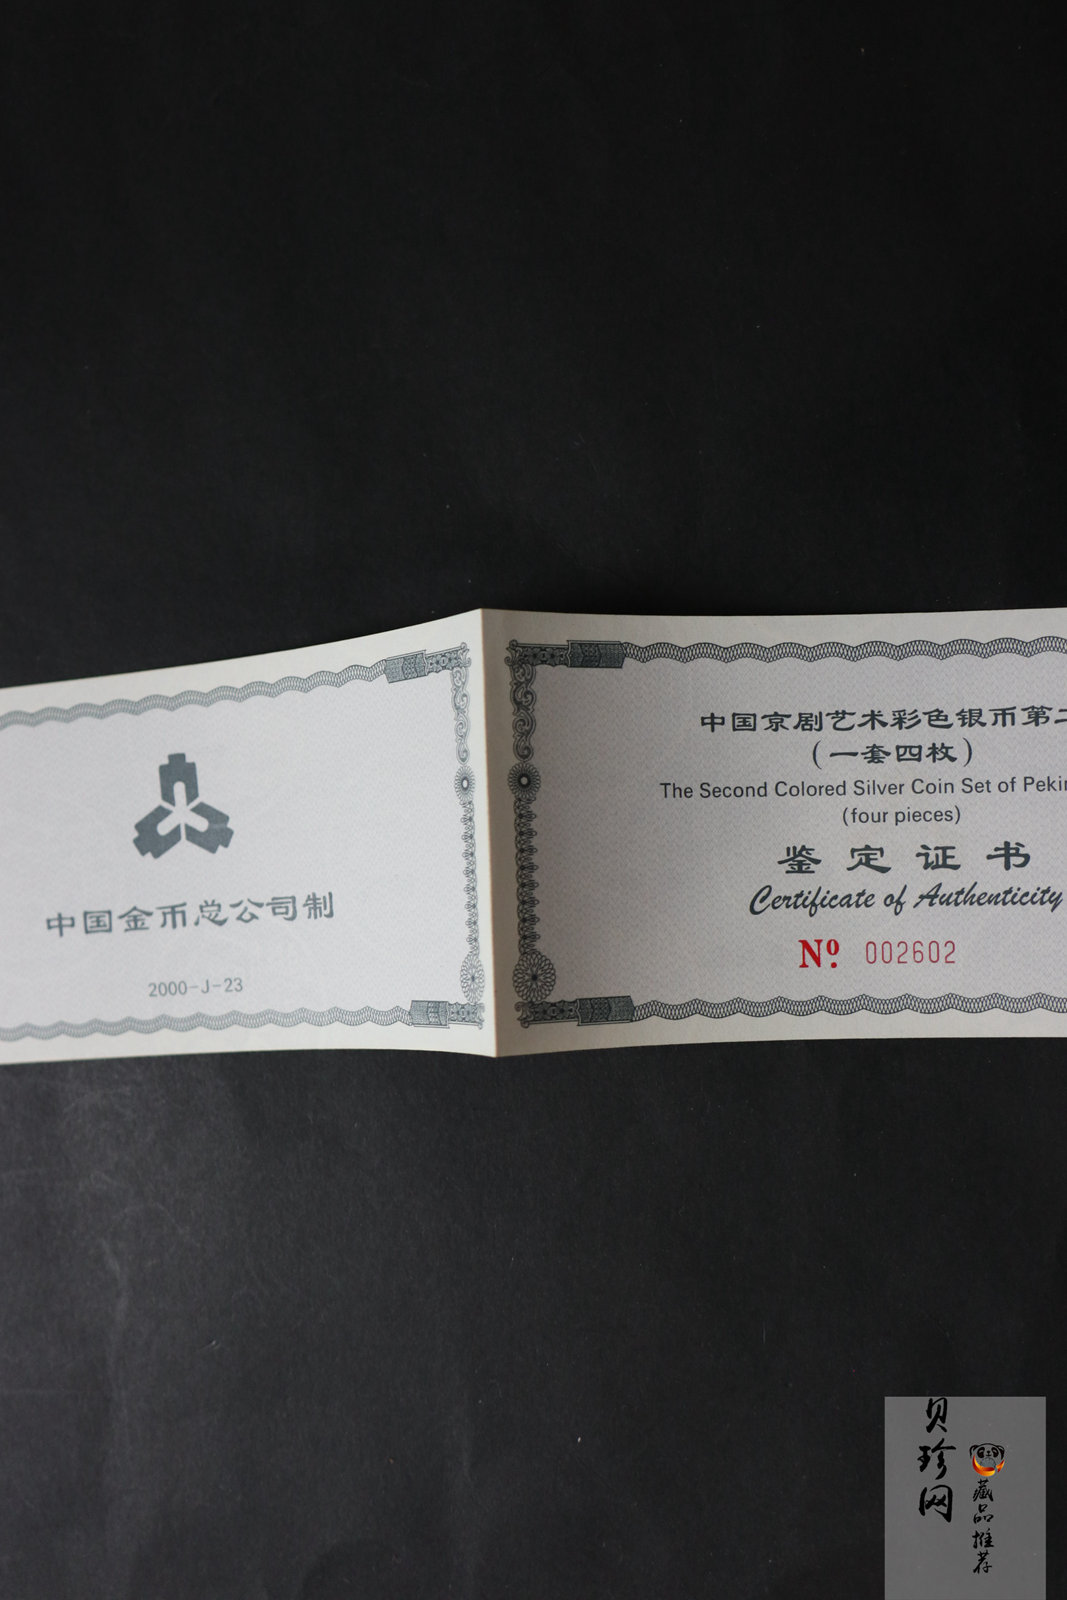 中国金币总公司制
2000-J-23
中国京剧艺术彩色银币第
(一套四枚)
The Second Colored Silver Coin Set of
(four pieces)
鉴定证书
Certificate of Authenticity
Nº. 002602
贝珍网
藏品推荐